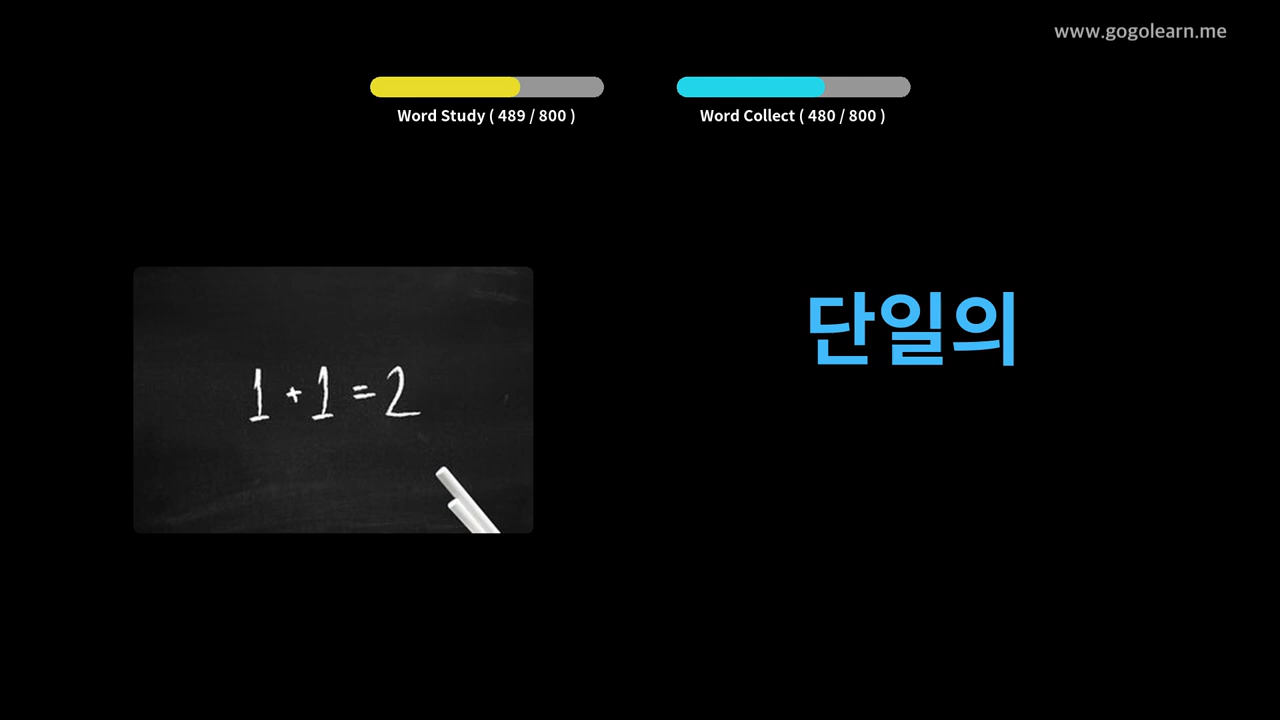 www.gogolearn.me
Word Study ( 489 / 800 )
Word Collect ( 480 / 800 )
단일의
1 + 1 = 2